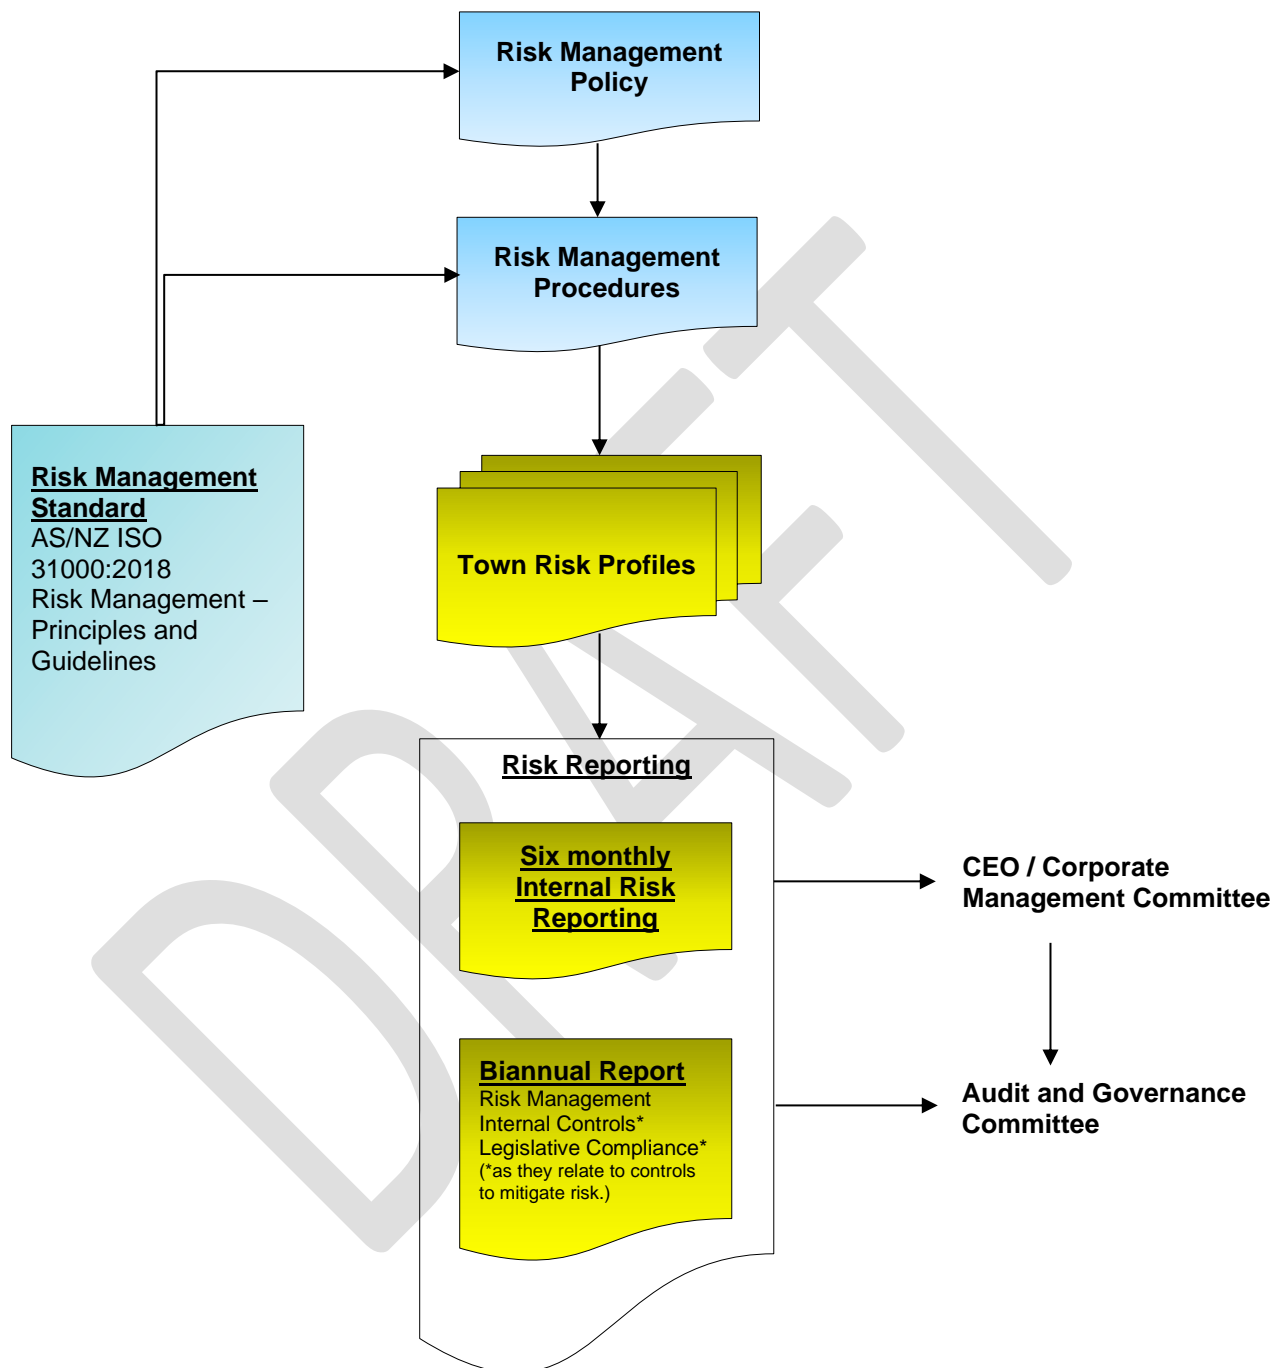 Risk Management
Policy
Risk Management
Procedures
Risk Management
Standard
AS/NZ ISO
31000:2018
Risk Management –
Principles and
Guidelines
Town Risk Profiles
Risk Reporting
Six monthly
Internal Risk
Reporting
CEO / Corporate
Management Committee
Biannual Report
Risk Management
Internal Controls*
Legislative Compliance*
(*as they relate to controls
to mitigate risk.)
Audit and Governance
Committee
DRAFT